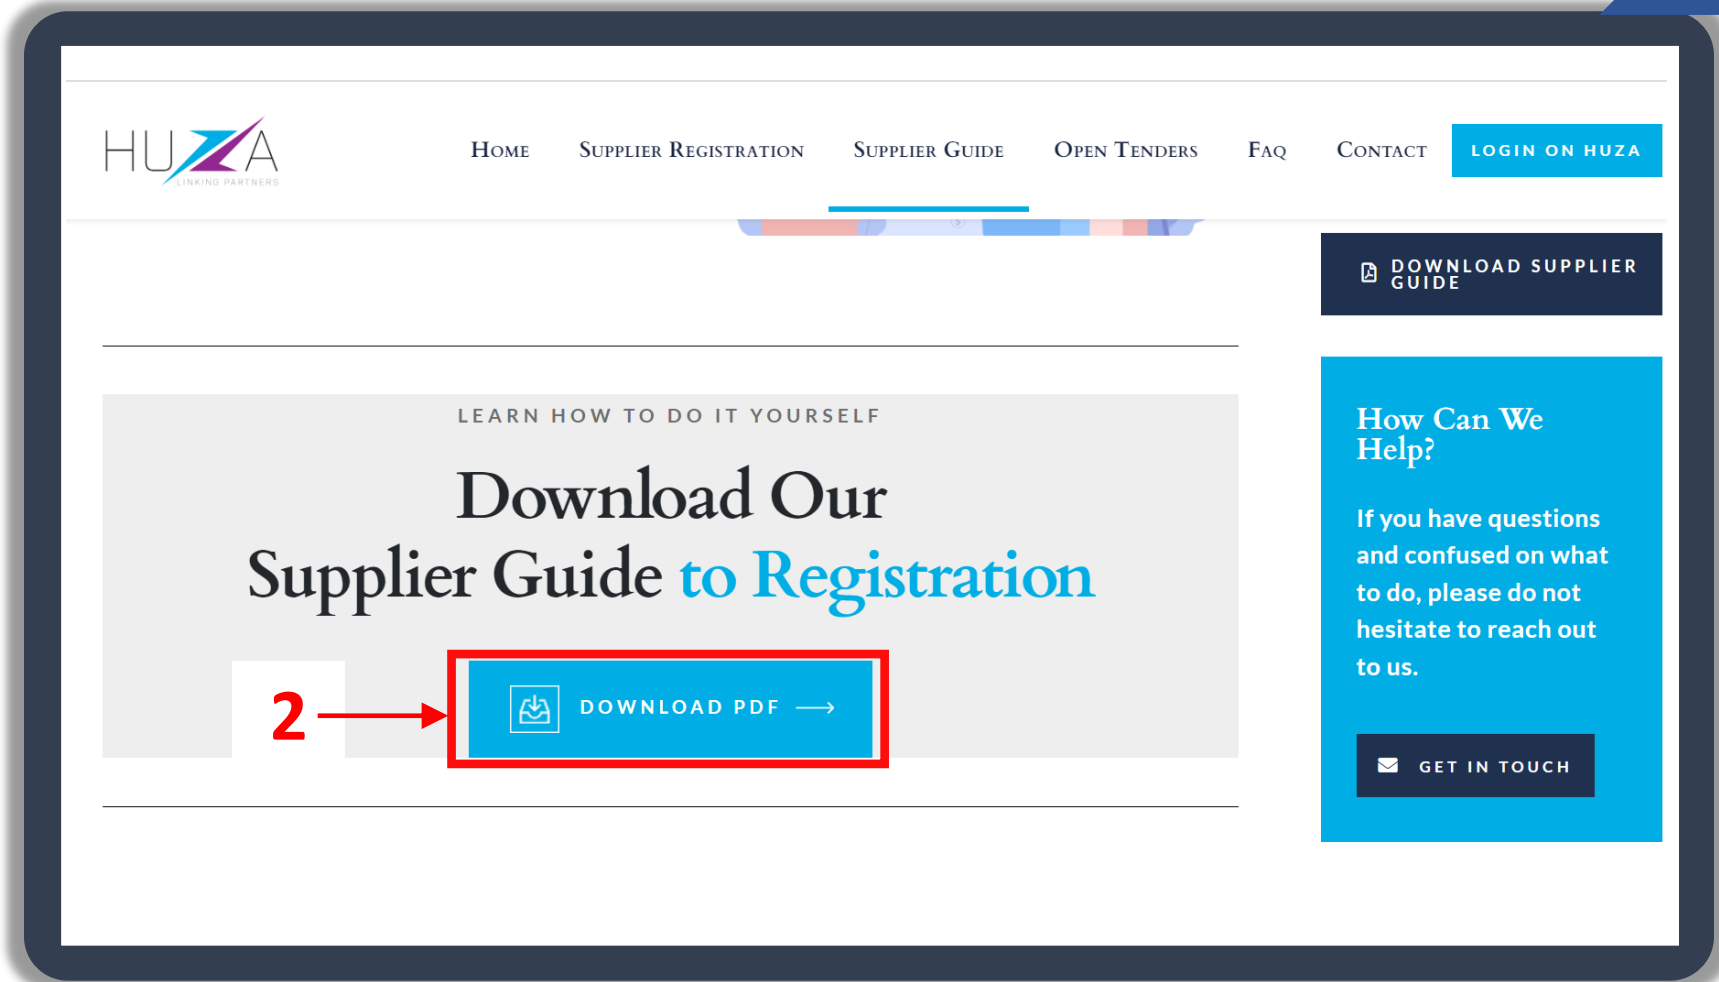 HUZA
LINKING PARTNERS
HOME SUPPLIER REGISTRATION SUPPLIER GUIDE OPEN TENDERS FAQ CONTACT LOGIN ON HUZA
DOWNLOAD SUPPLIER
GUIDE
LEARN HOW TO DO IT YOURSELF
Download Our
Supplier Guide to Registration
2
DOWNLOAD PDF
How Can We
Help?
If you have questions
and confused on what
to do, please do not
hesitate to reach out
to us.
GET IN TOUCH